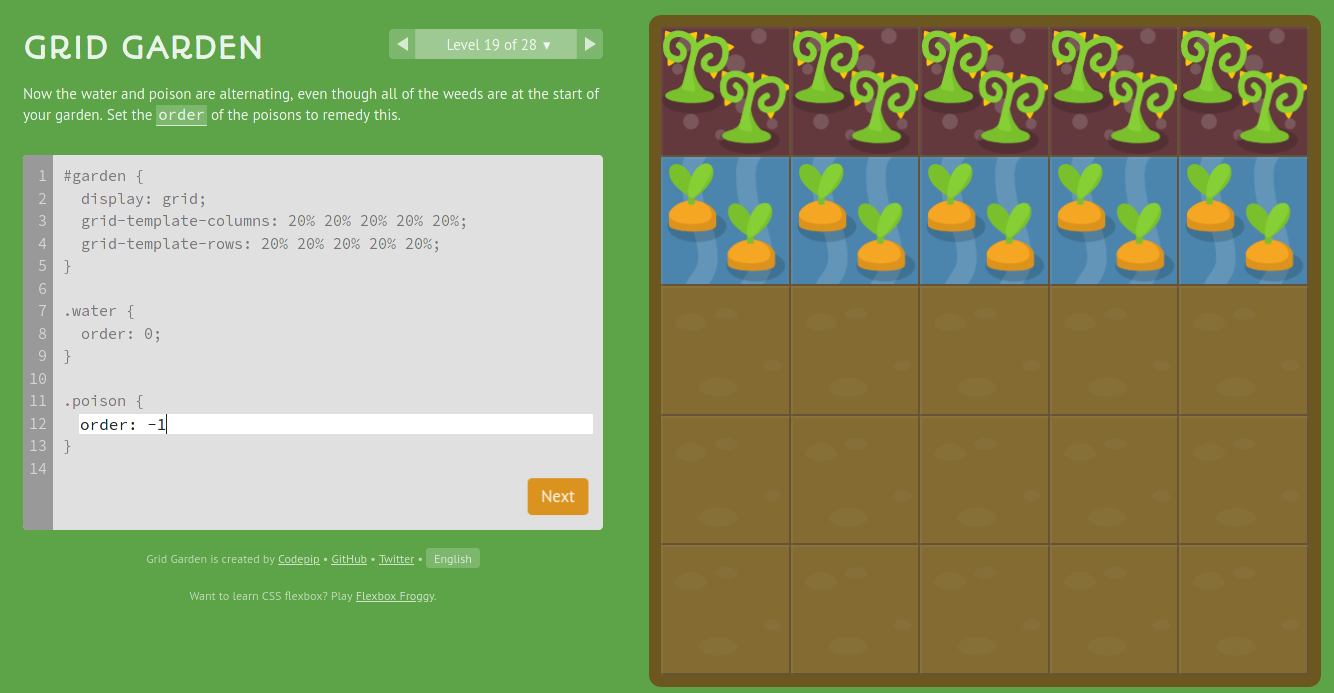 GRID GARDEN
Level 19 of 28 ▾
Now the water and poison are alternating, even though all of the weeds are at the start of
your garden. Set the order of the poisons to remedy this.
1 #garden {
2 display: grid;
3 grid-template-columns: 20% 20% 20% 20% 20%;
4 grid-template-rows: 20% 20% 20% 20% 20%;
5 }
6
7 .water {
8 order: 0;
9 }
10
11 .poison {
12 order: -1
13 }
14
Next
Grid Garden is created by Codepip • GitHub • Twitter • English
Want to learn CSS flexbox? Play Flexbox Froggy.